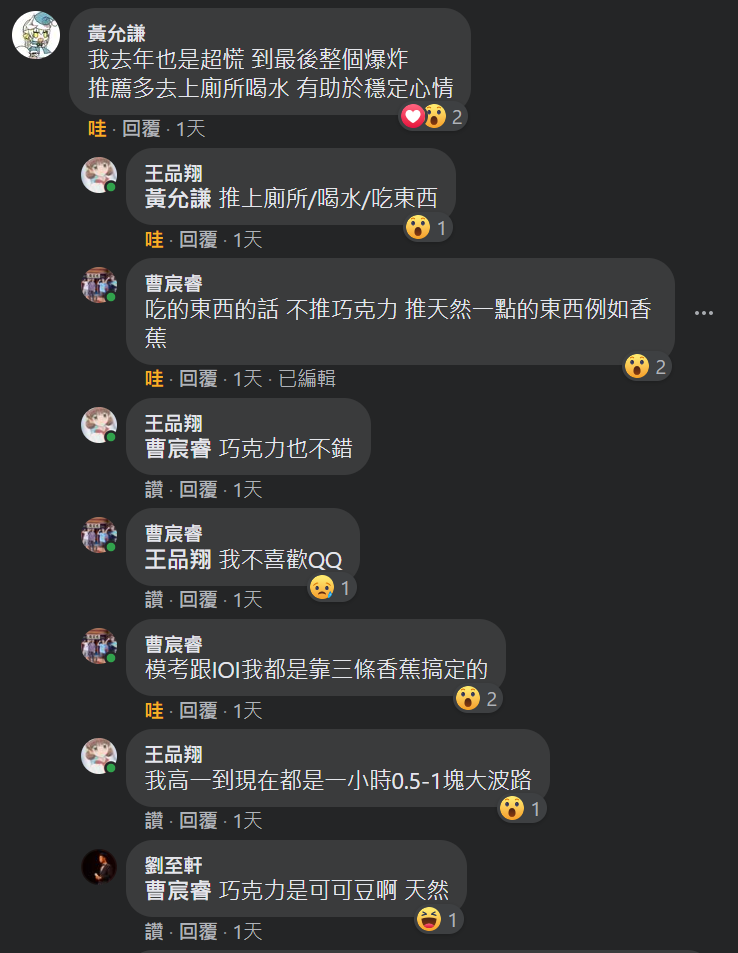 黃允謙
我去年也是超慌 到最後整個爆炸
推薦多去上廁所喝水 有助於穩定心情
2
哇 · 回覆 · 1天
王品翔
黃允謙 推上廁所/喝水/吃東西
1
哇 · 回覆 · 1天
曹宸睿
吃的東西的話 不推巧克力 推天然一點的東西例如香
蕉
2
哇 · 回覆 · 1天 · 已編輯
王品翔
曹宸睿 巧克力也不錯
讚 · 回覆 · 1天
曹宸睿
王品翔 我不喜歡QQ
1
讚 · 回覆 · 1天
曹宸睿
模考跟IOI我都是靠三條香蕉搞定的
2
哇 · 回覆 · 1天
王品翔
我高一到現在都是一小時0.5-1塊大波路
1
讚 · 回覆 · 1天
劉至軒
曹宸睿 巧克力是可可豆啊 天然
1
讚 · 回覆 · 1天